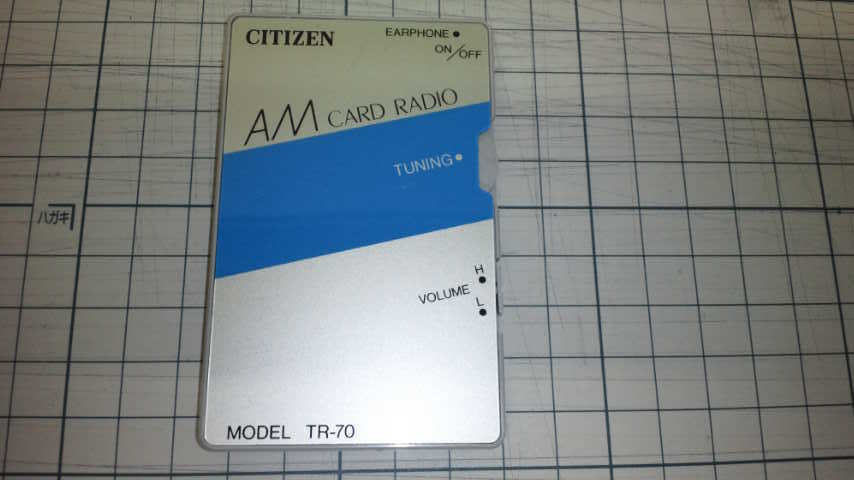 CITIZEN
EARPHONE
ON/OFF
AM CARD RADIO
TUNING
ハガキ
H
VOLUME
L
MODEL TR-70